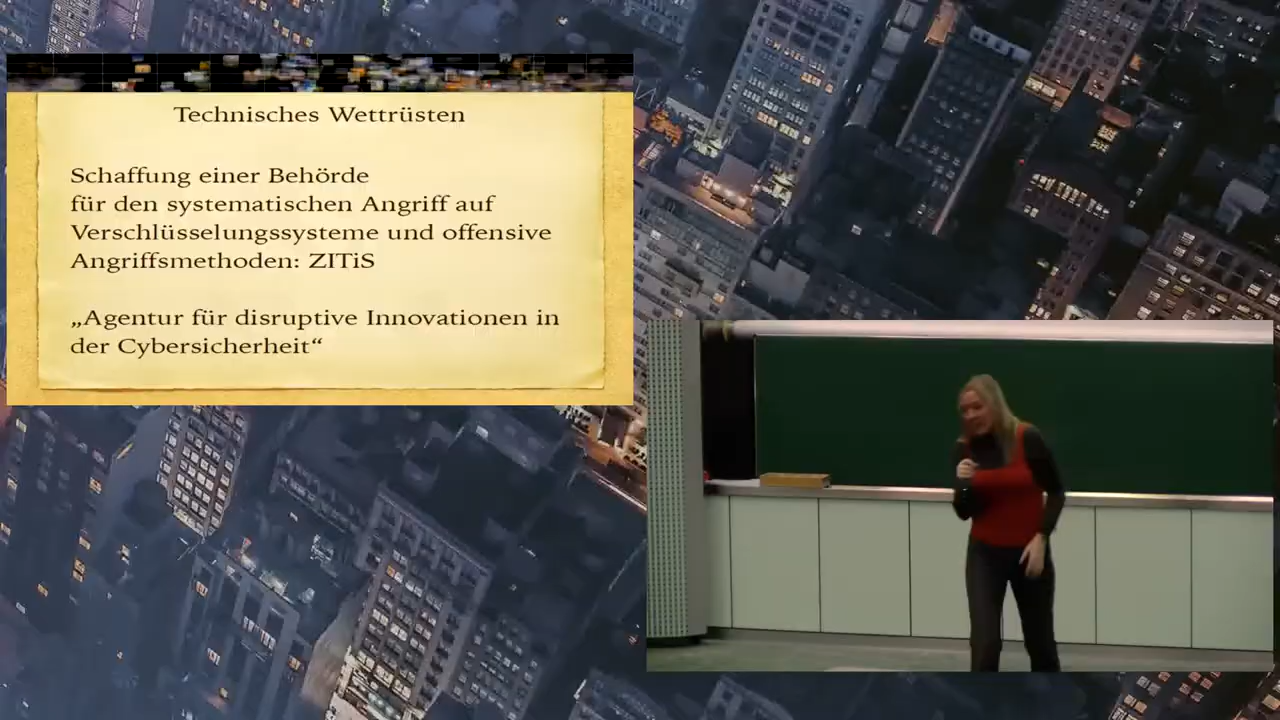 Technisches Wettrüsten
Schaffung einer Behörde
für den systematischen Angriff auf
Verschlüsselungssysteme und offensive
Angriffsmethoden: ZITiS
„Agentur für disruptive Innovationen in
der Cybersicherheit“